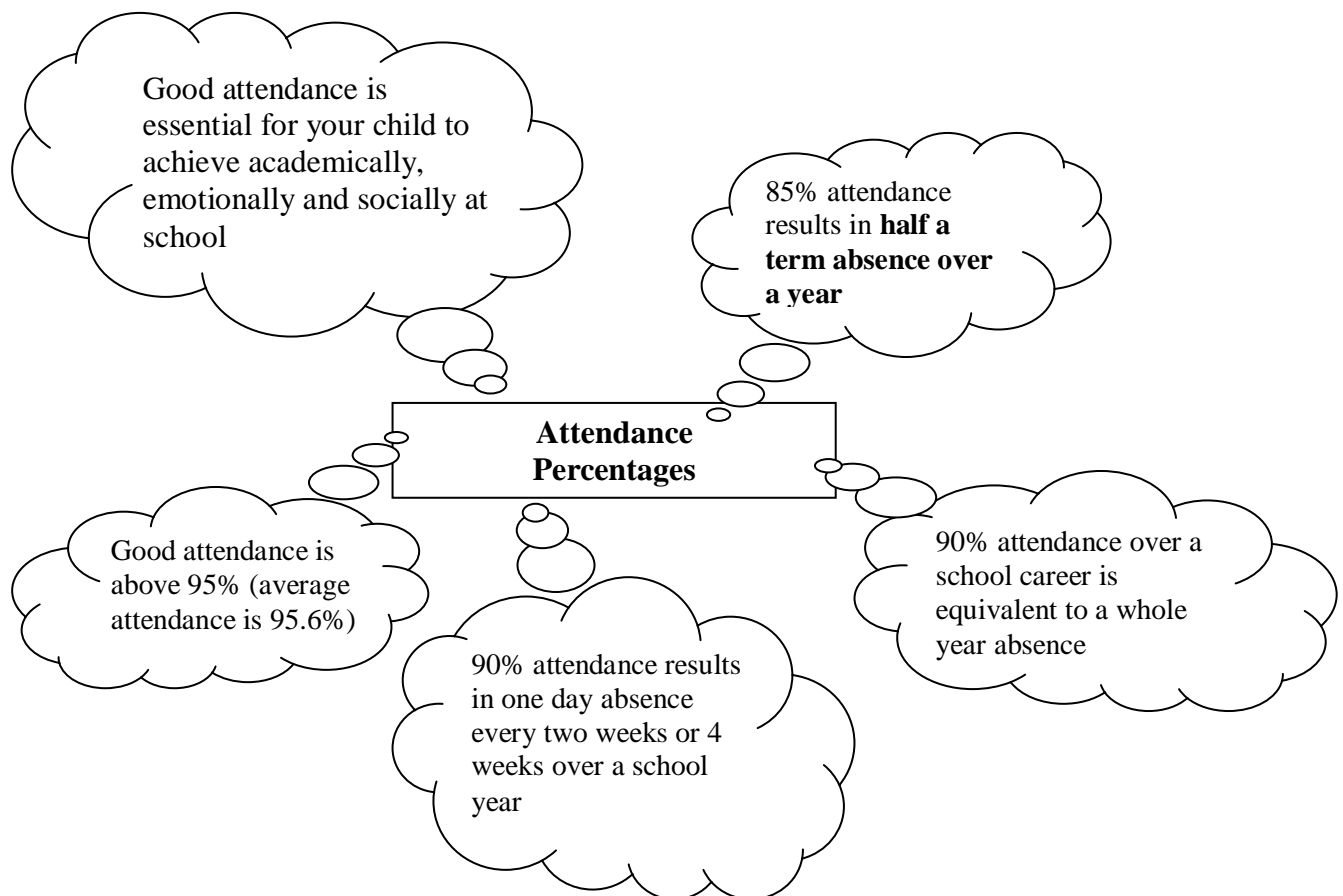 Good attendance is
essential for your child to
achieve academically,
emotionally and socially at
school
85% attendance
results in half a
term absence over
a year
Attendance
Percentages
Good attendance is
above 95% (average
attendance is 95.6%)
90% attendance results
in one day absence
every two weeks or 4
weeks over a school
year
90% attendance over a
school career is
equivalent to a whole
year absence